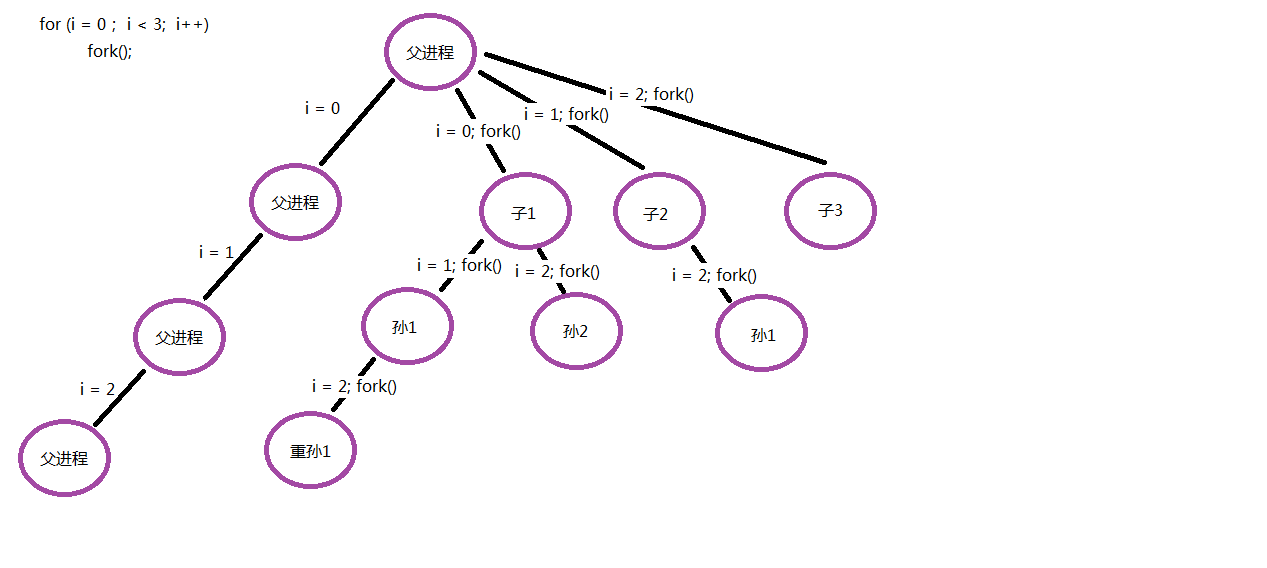 for (i = 0 ;  i < 3;  i++)
fork();
父进程
i = 2; fork()
i = 0
i = 1; fork()
i = 0; fork()
父进程
子1
子2
子3
i = 1
i = 1; fork()
i = 2; fork()
i = 2; fork()
父进程
孙1
孙2
孙1
i = 2
i = 2; fork()
父进程
重孙1